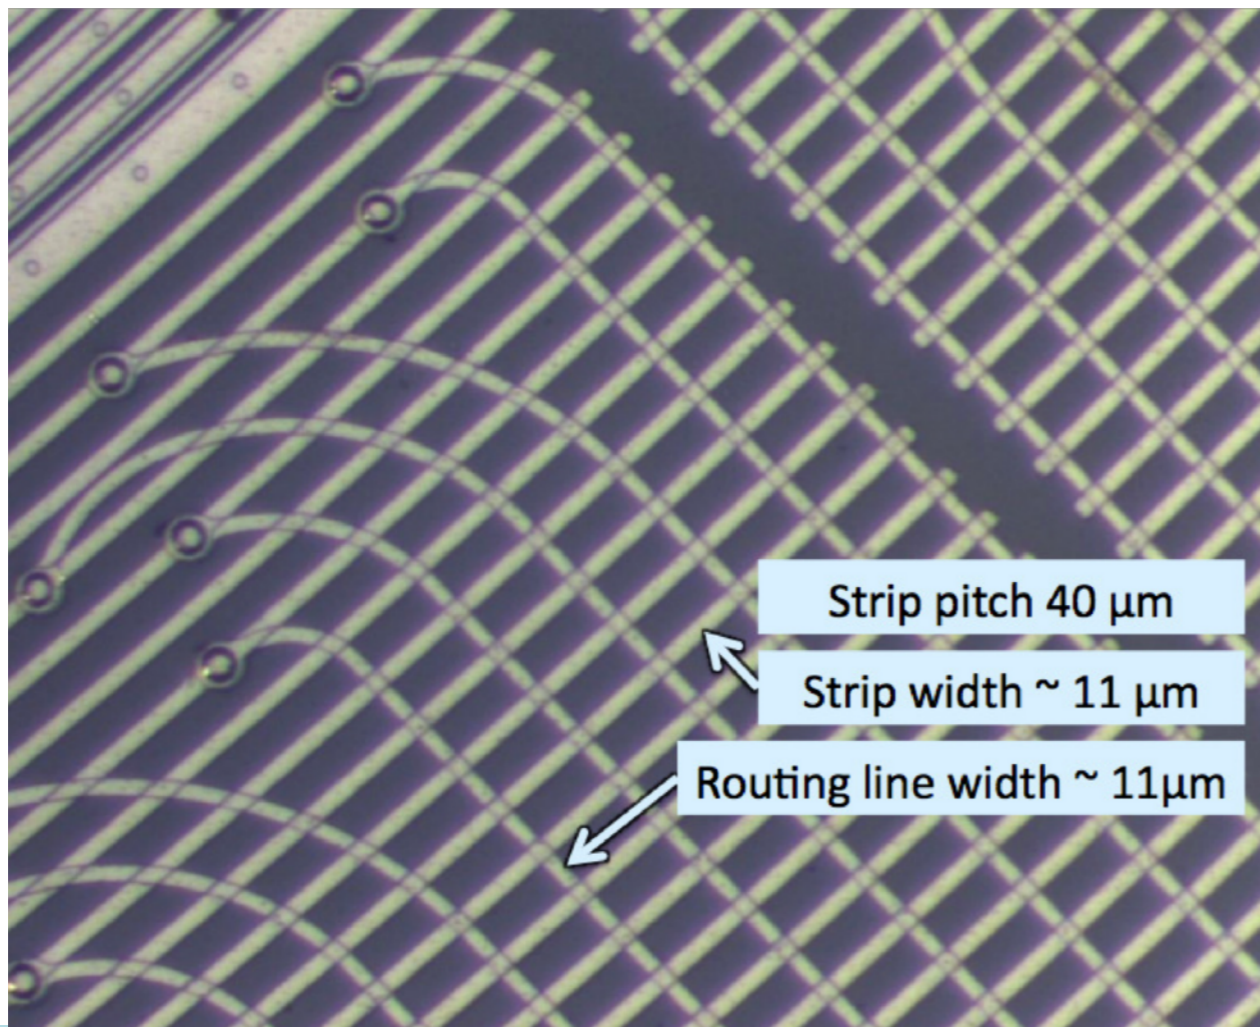 Strip pitch 40 µm
Strip width ~ 11 µm
Routing line width ~ 11µm